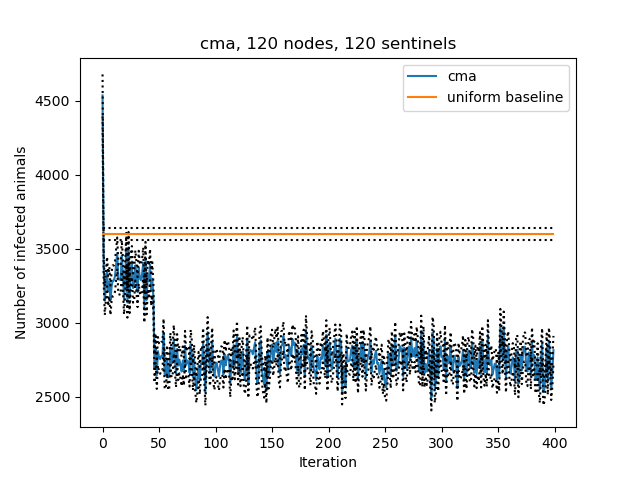 cma, 120 nodes, 120 sentinels
cma
uniform baseline
Number of infected animals
4500
4000
3500
3000
2500
0 50 100 150 200 250 300 350 400
Iteration